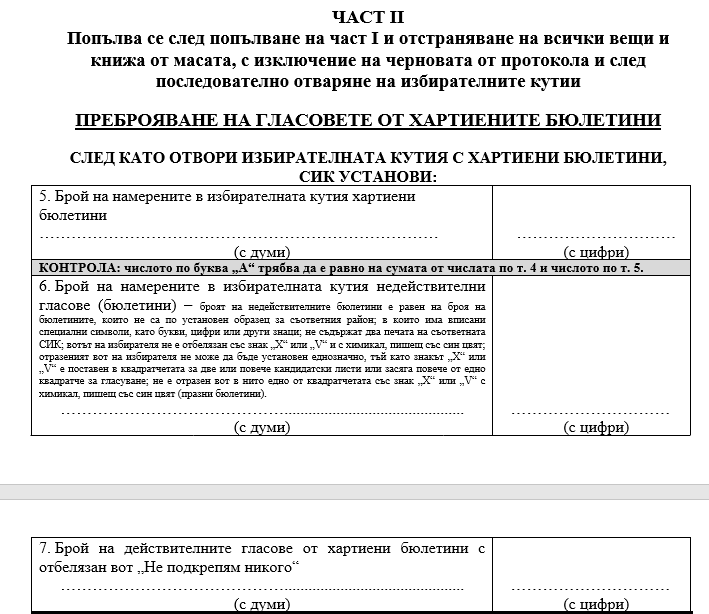 ЧАСТ II
Попълва се след попълване на част I и отстраняване на всички вещи и
книжа от масата, с изключение на черновата от протокола и след
последователно отваряне на избирателните кутии
ПРЕБРОЯВАНЕ НА ГЛАСОВЕТЕ ОТ ХАРТИЕНИТЕ БЮЛЕТИНИ
СЛЕД КАТО ОТВОРИ ИЗБИРАТЕЛНАТА КУТИЯ С ХАРТИЕНИ БЮЛЕТИНИ,
СИК УСТАНОВИ:
5. Брой на намерените в избирателната кутия хартиени
бюлетини
(с думи)
(с цифри)
КОНТРОЛА: числото по буква „А“ трябва да е равно на сумата от числата по т. 4 и числото по т. 5.
6. Брой на намерените в избирателната кутия недействителни
гласове (бюлетини) – броят на недействителните бюлетини е равен на броя на
бюлетините, които не са по установен образец за съответния район; в които има вписани
специални символи, като букви, цифри или други знаци; не съдържат два печата на съответната
СИК; вотът на избирателя не е отбелязан със знак „Х“ или „V“ и с химикал, пишещ със син цвят;
отразеният вот на избирателя не може да бъде установен еднозначно, тъй като знакът „Х“ или
„V“ е поставен в квадратчетата за две или повече кандидатски листи или засяга повече от едно
квадратче за гласуване; не е отразен вот в нито едно от квадратчетата със знак „Х“ или „V“ с
химикал, пишещ със син цвят (празни бюлетини).
(с думи)
(с цифри)
7. Брой на действителните гласове от хартиени бюлетини с
отбелязан вот „Не подкрепям никого“
(с думи)
(с цифри)